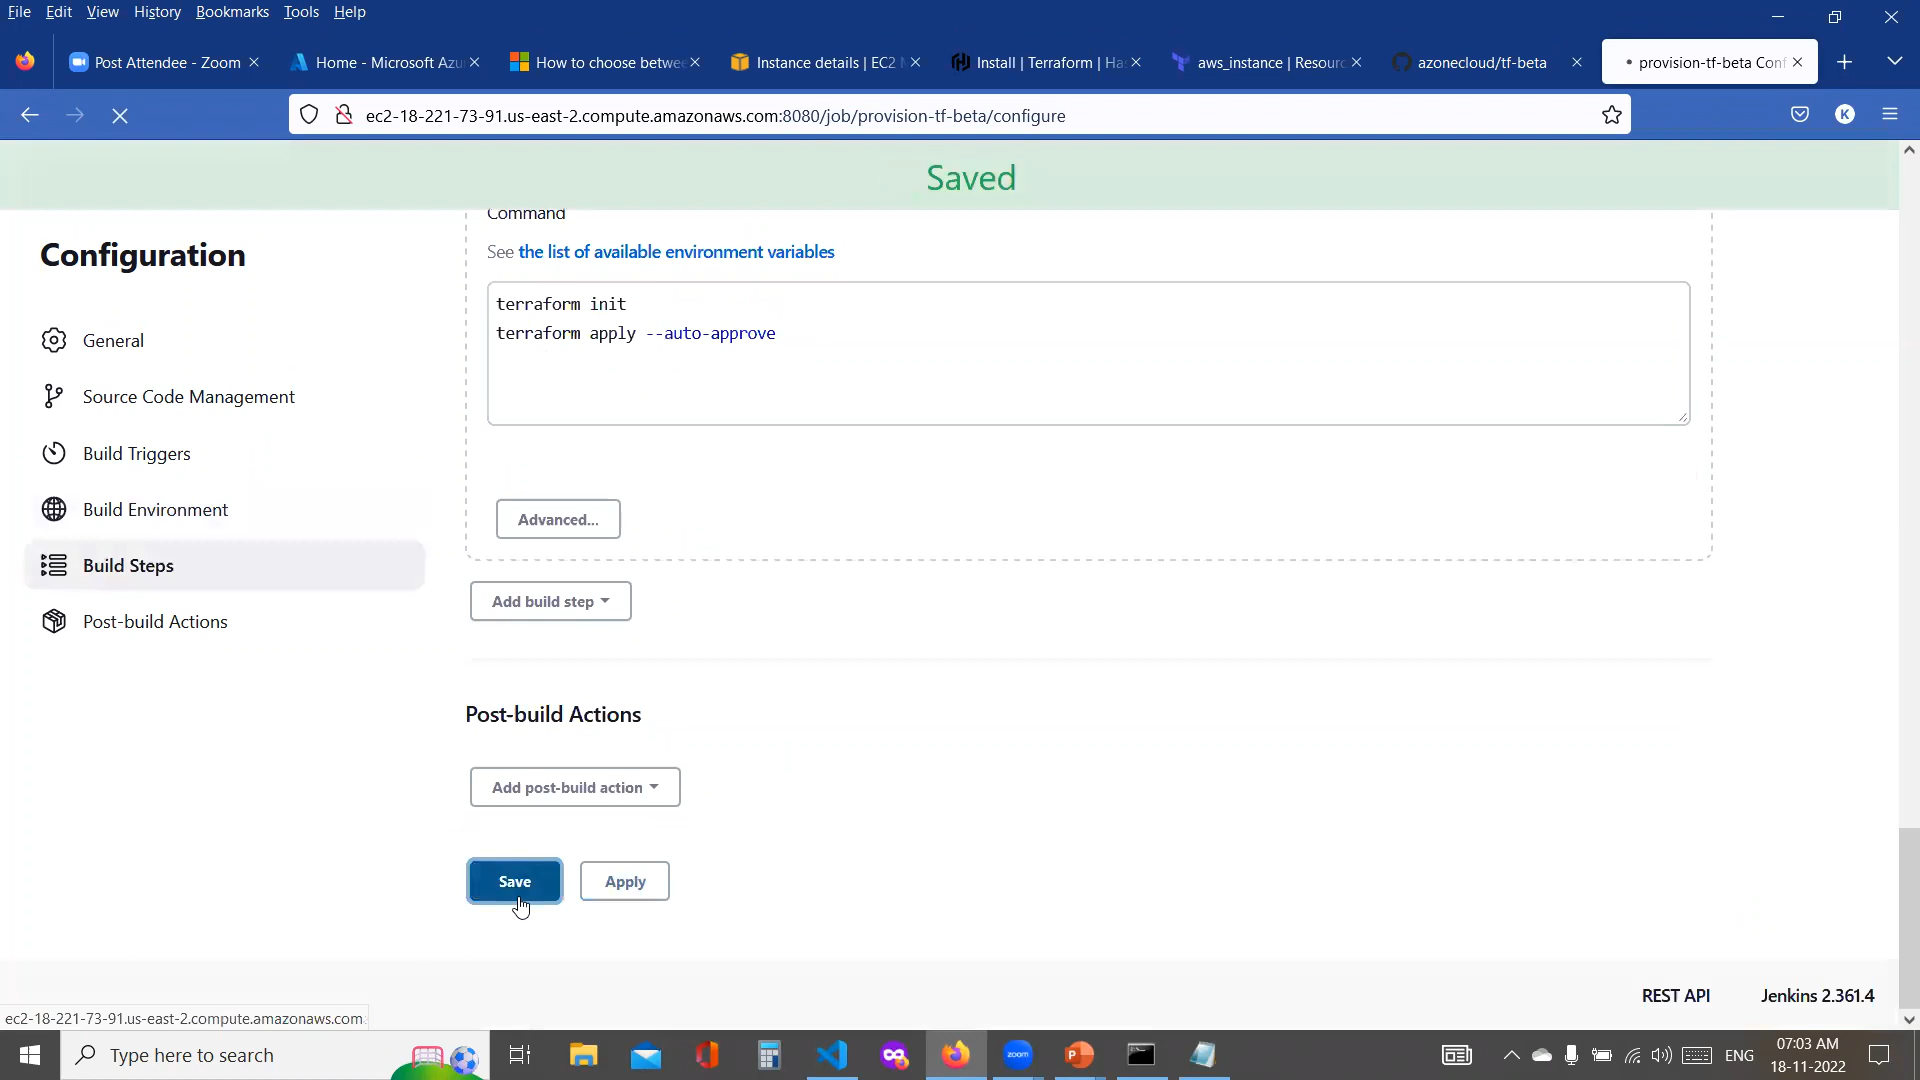 File Edit View History Bookmarks Tools Help
Post Attendee - Zoom
Home - Microsoft Azu
How to choose betwee
Instance details | EC2 M
Install | Terraform | Ha
aws_instance | Resourc
azonecloud/tf-beta
provision-tf-beta Conf
ec2-18-221-73-91.us-east-2.compute.amazonaws.com:8080/job/provision-tf-beta/configure
K
Saved
Configuration
General
Source Code Management
Build Triggers
Build Environment
Build Steps
Post-build Actions
Command
See the list of available environment variables
terraform init
terraform apply --auto-approve
Advanced...
Add build step
Post-build Actions
Add post-build action
Save
Apply
REST API
Jenkins 2.361.4
ec2-18-221-73-91.us-east-2.compute.amazonaws.com:
Type here to search
zoom
ENG
07:03 AM
18-11-2022